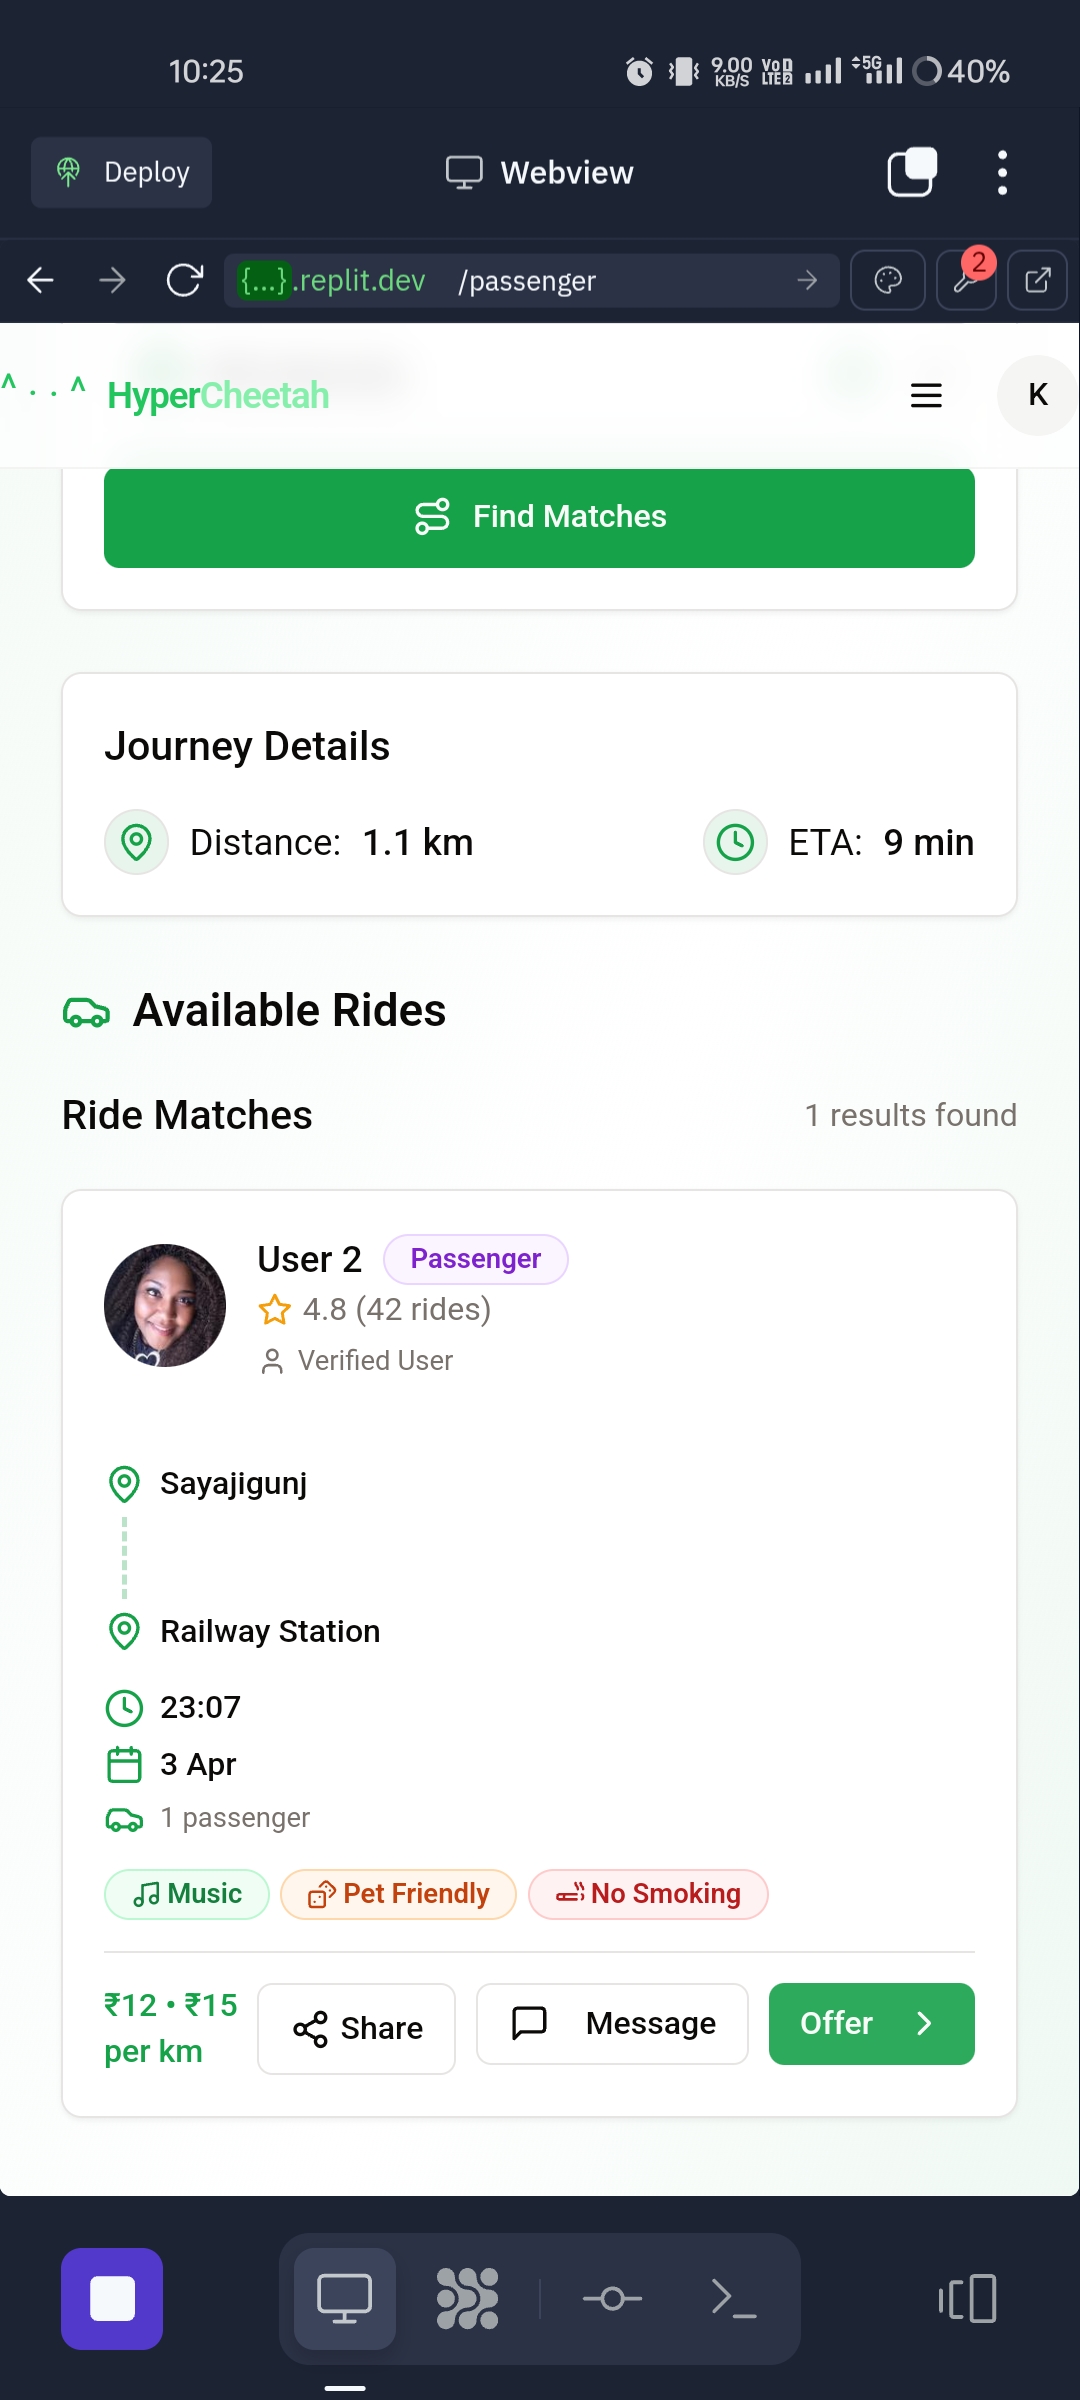 10:25
9.00 KB/S
VoD LTE2
5G
40%
Deploy
Webview
{...}.replit.dev /passenger
2
^ . . ^ HyperCheetah
K
Find Matches
Journey Details
Distance: 1.1 km
ETA: 9 min
Available Rides
Ride Matches
1 results found
User 2
Passenger
4.8 (42 rides)
Verified User
Sayajigunj
Railway Station
23:07
3 Apr
1 passenger
Music
Pet Friendly
No Smoking
₹12 • ₹15
per km
Share
Message
Offer